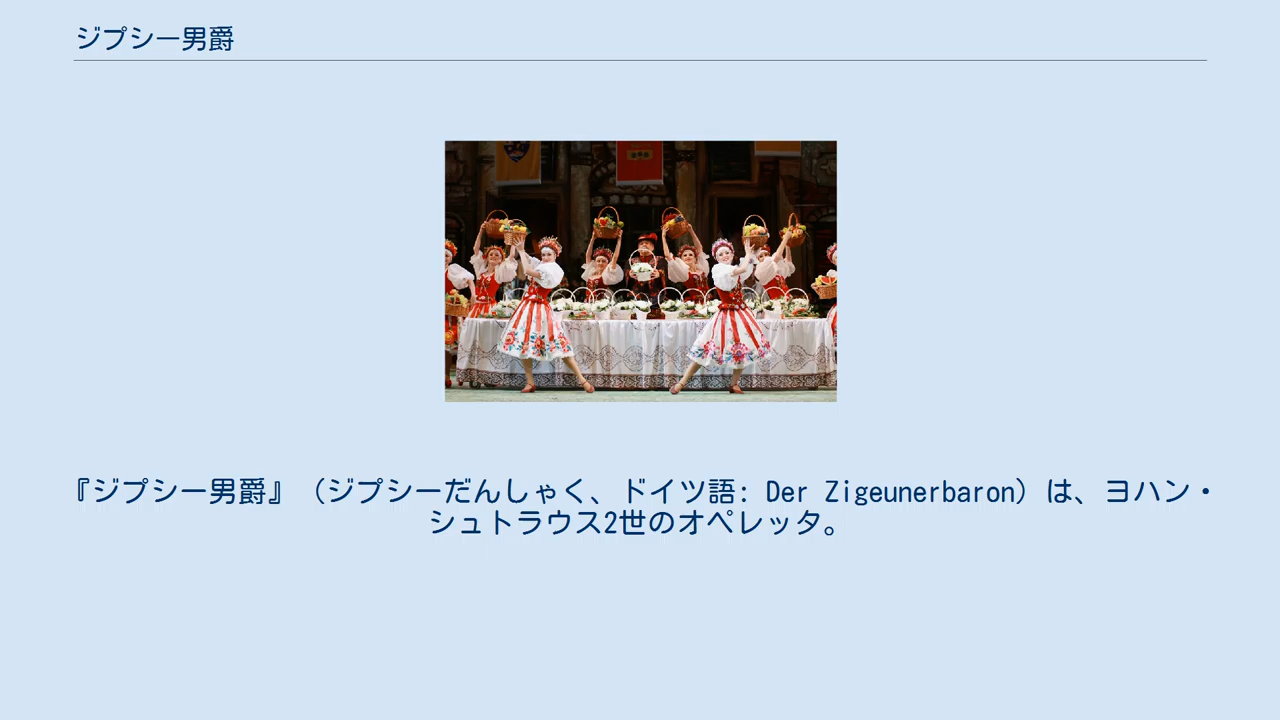 ジプシー男爵
『ジプシー男爵』（ジプシーだんしゃく、ドイツ語: Der Zigeunerbaron）は、ヨハン・
シュトラウス2世のオペレッタ。